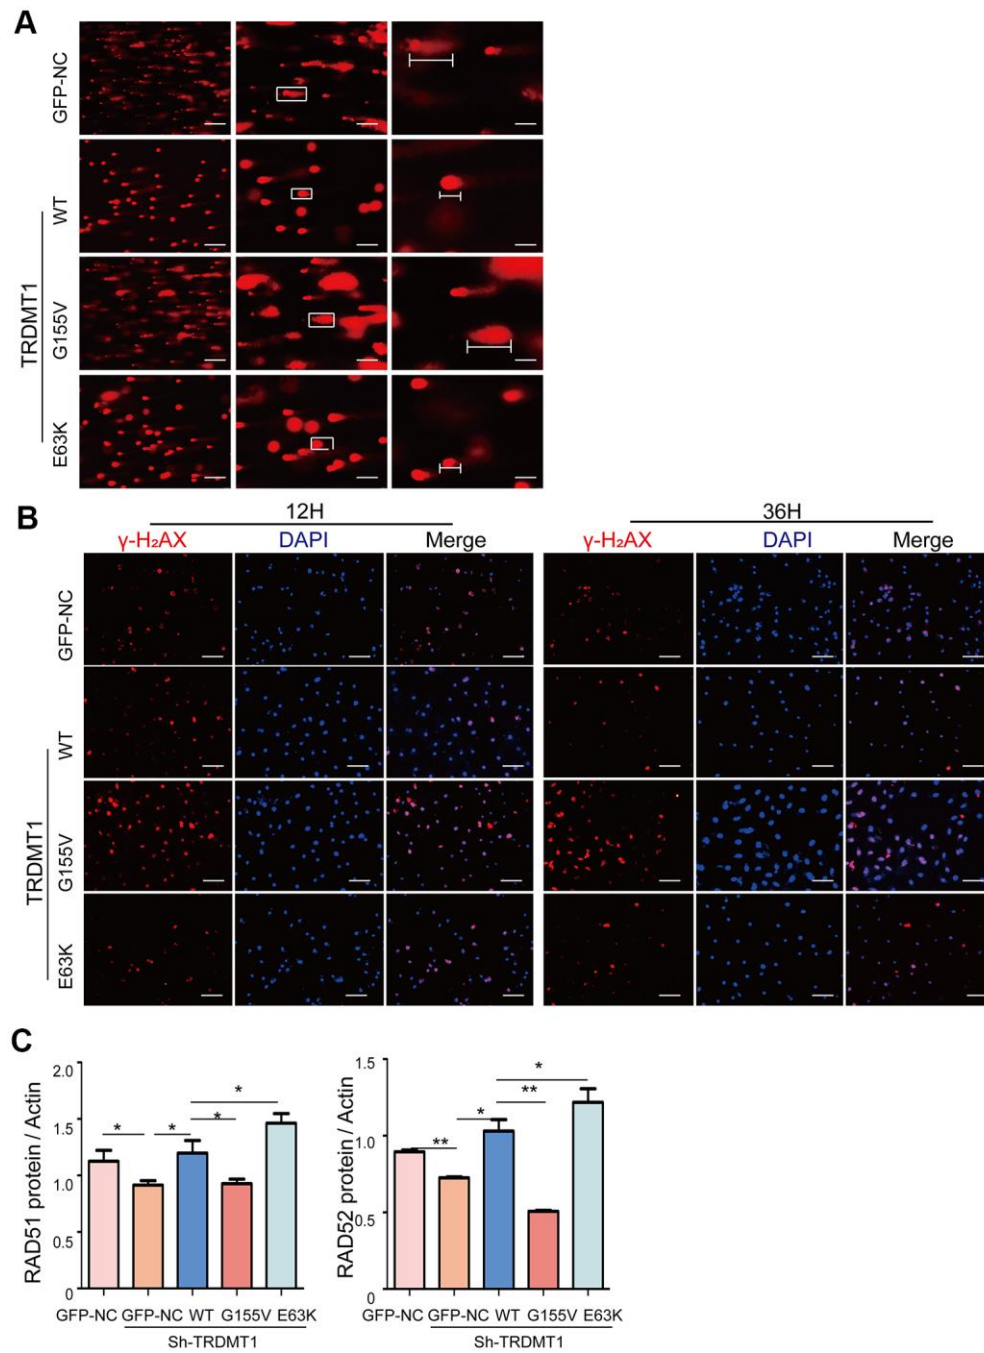 A
GFP-NC
WT
G155V
E63K
TRDMT1
B
12H
36H
γ-H₂AX DAPI Merge γ-H₂AX DAPI Merge
GFP-NC
WT
G155V
E63K
TRDMT1
C
RAD51 protein / Actin
2.0
1.5
1.0
0.5
0
* * * *
GFP-NC GFP-NC WT G155V E63K
Sh-TRDMT1
RAD52 protein / Actin
1.5
1.0
0.5
0
** * ** *
GFP-NC GFP-NC WT G155V E63K
Sh-TRDMT1